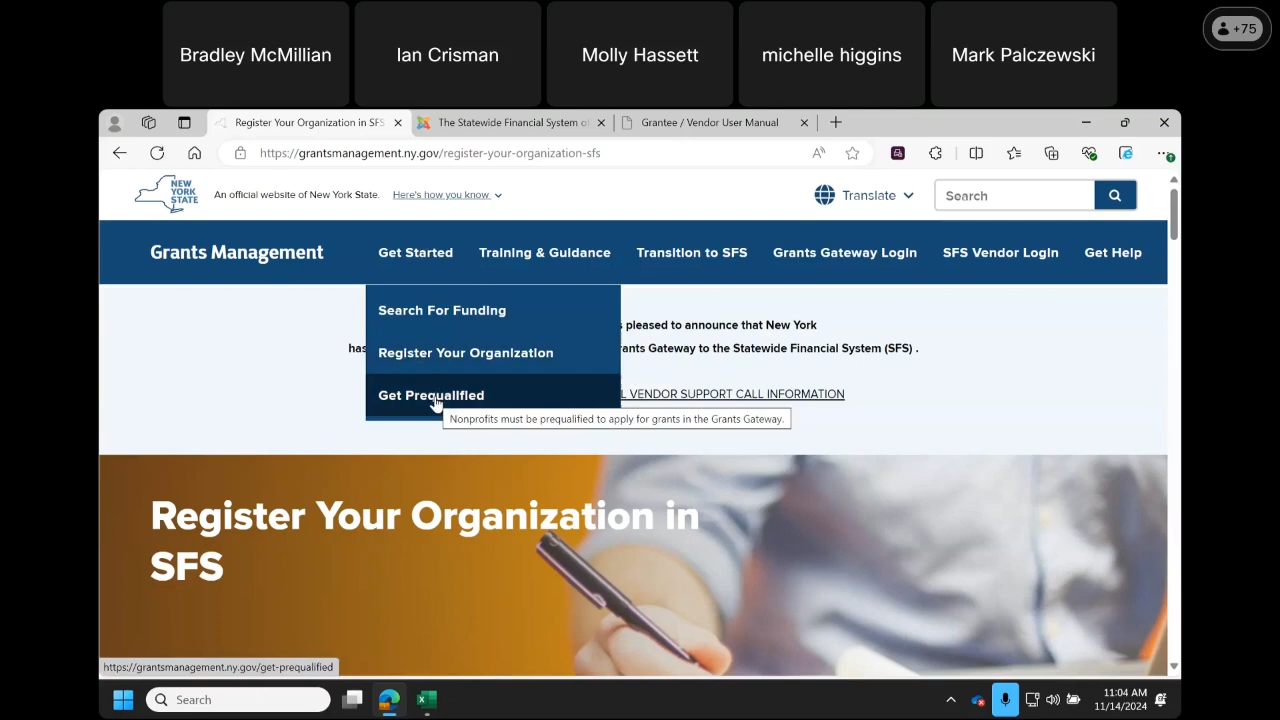 Bradley McMillian
Ian Crisman
Molly Hassett
michelle higgins
Mark Palczewski
+75
Register Your Organization in SFS
The Statewide Financial System o
Grantee / Vendor User Manual
https://grantsmanagement.ny.gov/register-your-organization-sfs
NEW
YORK
STATE
An official website of New York State.
Here's how you know
Translate
Search
Grants Management
Get Started
Training & Guidance
Transition to SFS
Grants Gateway Login
SFS Vendor Login
Get Help
Search For Funding
Register Your Organization
Get Prequalified
s pleased to announce that New York
has
rants Gateway to the Statewide Financial System (SFS) .
L VENDOR SUPPORT CALL INFORMATION
Nonprofits must be prequalified to apply for grants in the Grants Gateway.
Register Your Organization in
SFS
https://grantsmanagement.ny.gov/get-prequalified
Search
11:04 AM
11/14/2024